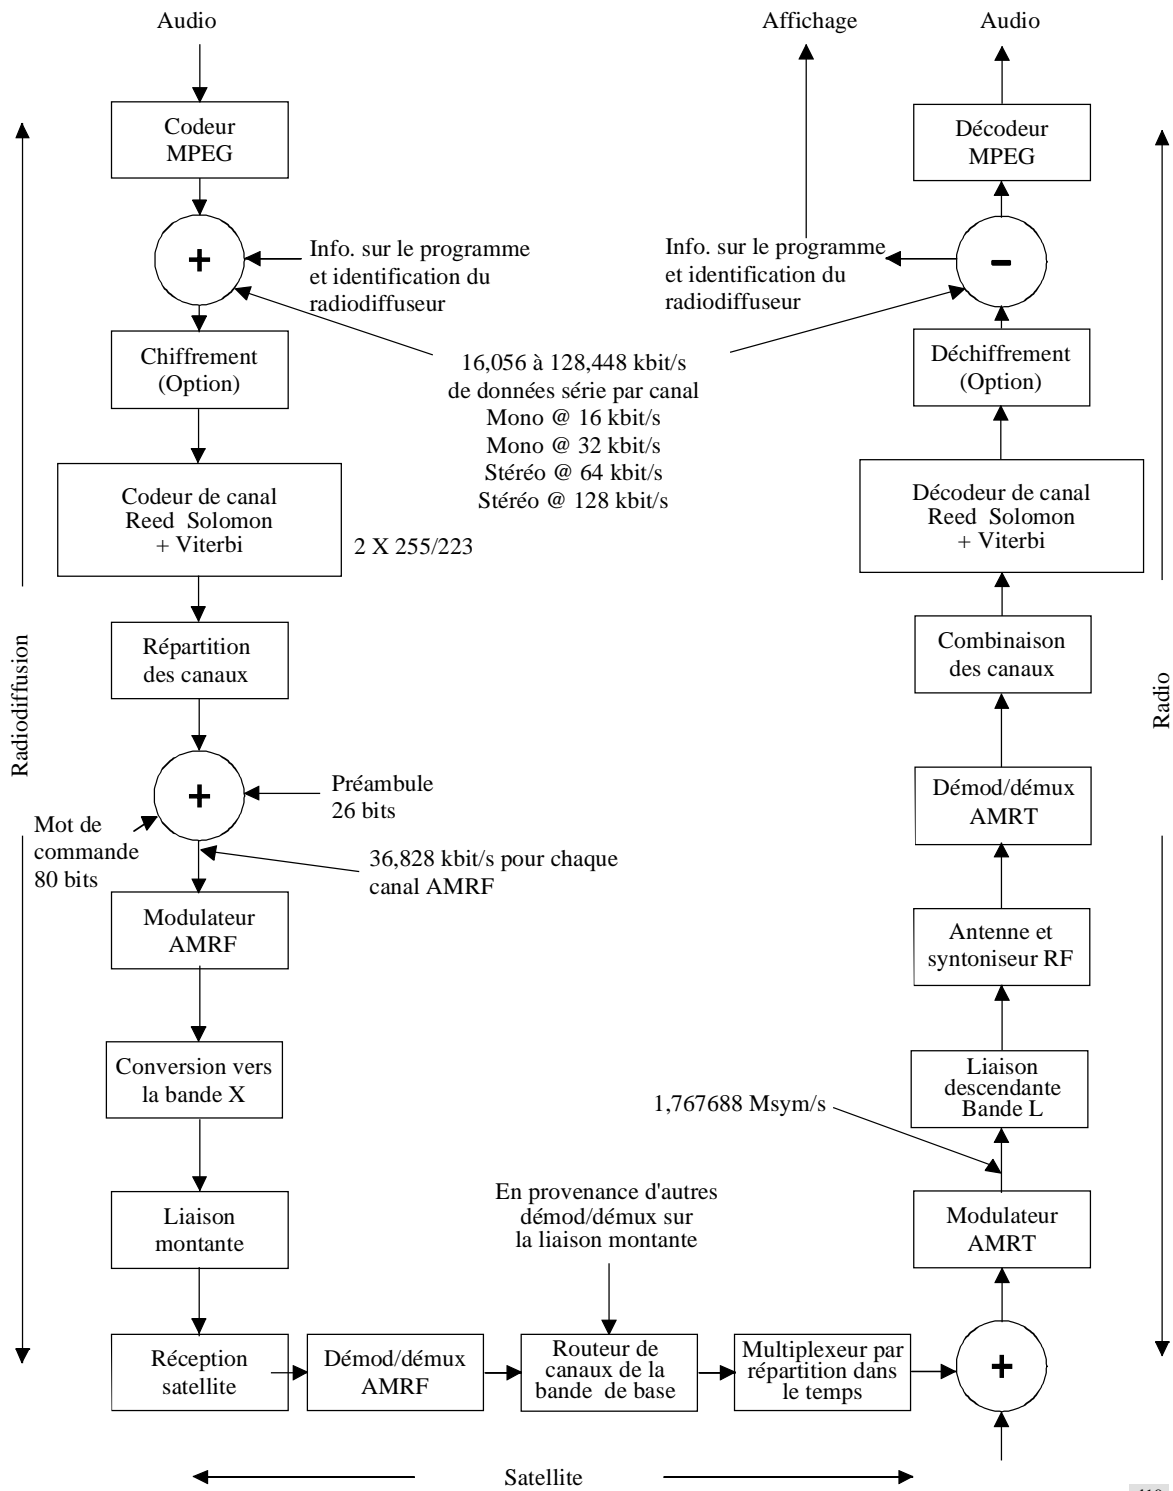 Audio
Affichage
Audio
Codeur
MPEG
Décodeur
MPEG
+
Info. sur le programme
et identification du
radiodiffuseur
Info. sur le programme
et identification du
radiodiffuseur
-
Chiffrement
(Option)
16,056 à 128,448 kbit/s
de données série par canal
Mono @ 16 kbit/s
Mono @ 32 kbit/s
Stéréo @ 64 kbit/s
Stéréo @ 128 kbit/s
Déchiffrement
(Option)
Codeur de canal
Reed Solomon
+ Viterbi
2 X 255/223
Décodeur de canal
Reed Solomon
+ Viterbi
Radiodiffusion
Répartition
des canaux
Combinaison
des canaux
Radio
+
Préambule
26 bits
Mot de
commande
80 bits
36,828 kbit/s pour chaque
canal AMRF
Démod/démux
AMRT
Modulateur
AMRF
Antenne et
syntoniseur RF
Conversion vers
la bande X
Liaison
descendante
Bande L
1,767688 Msym/s
Liaison
montante
En provenance d'autres
démod/démux sur
la liaison montante
Modulateur
AMRT
Réception
satellite
Démod/démux
AMRF
Routeur de
canaux de la
bande de base
Multiplexeur par
répartition dans
le temps
+
Satellite